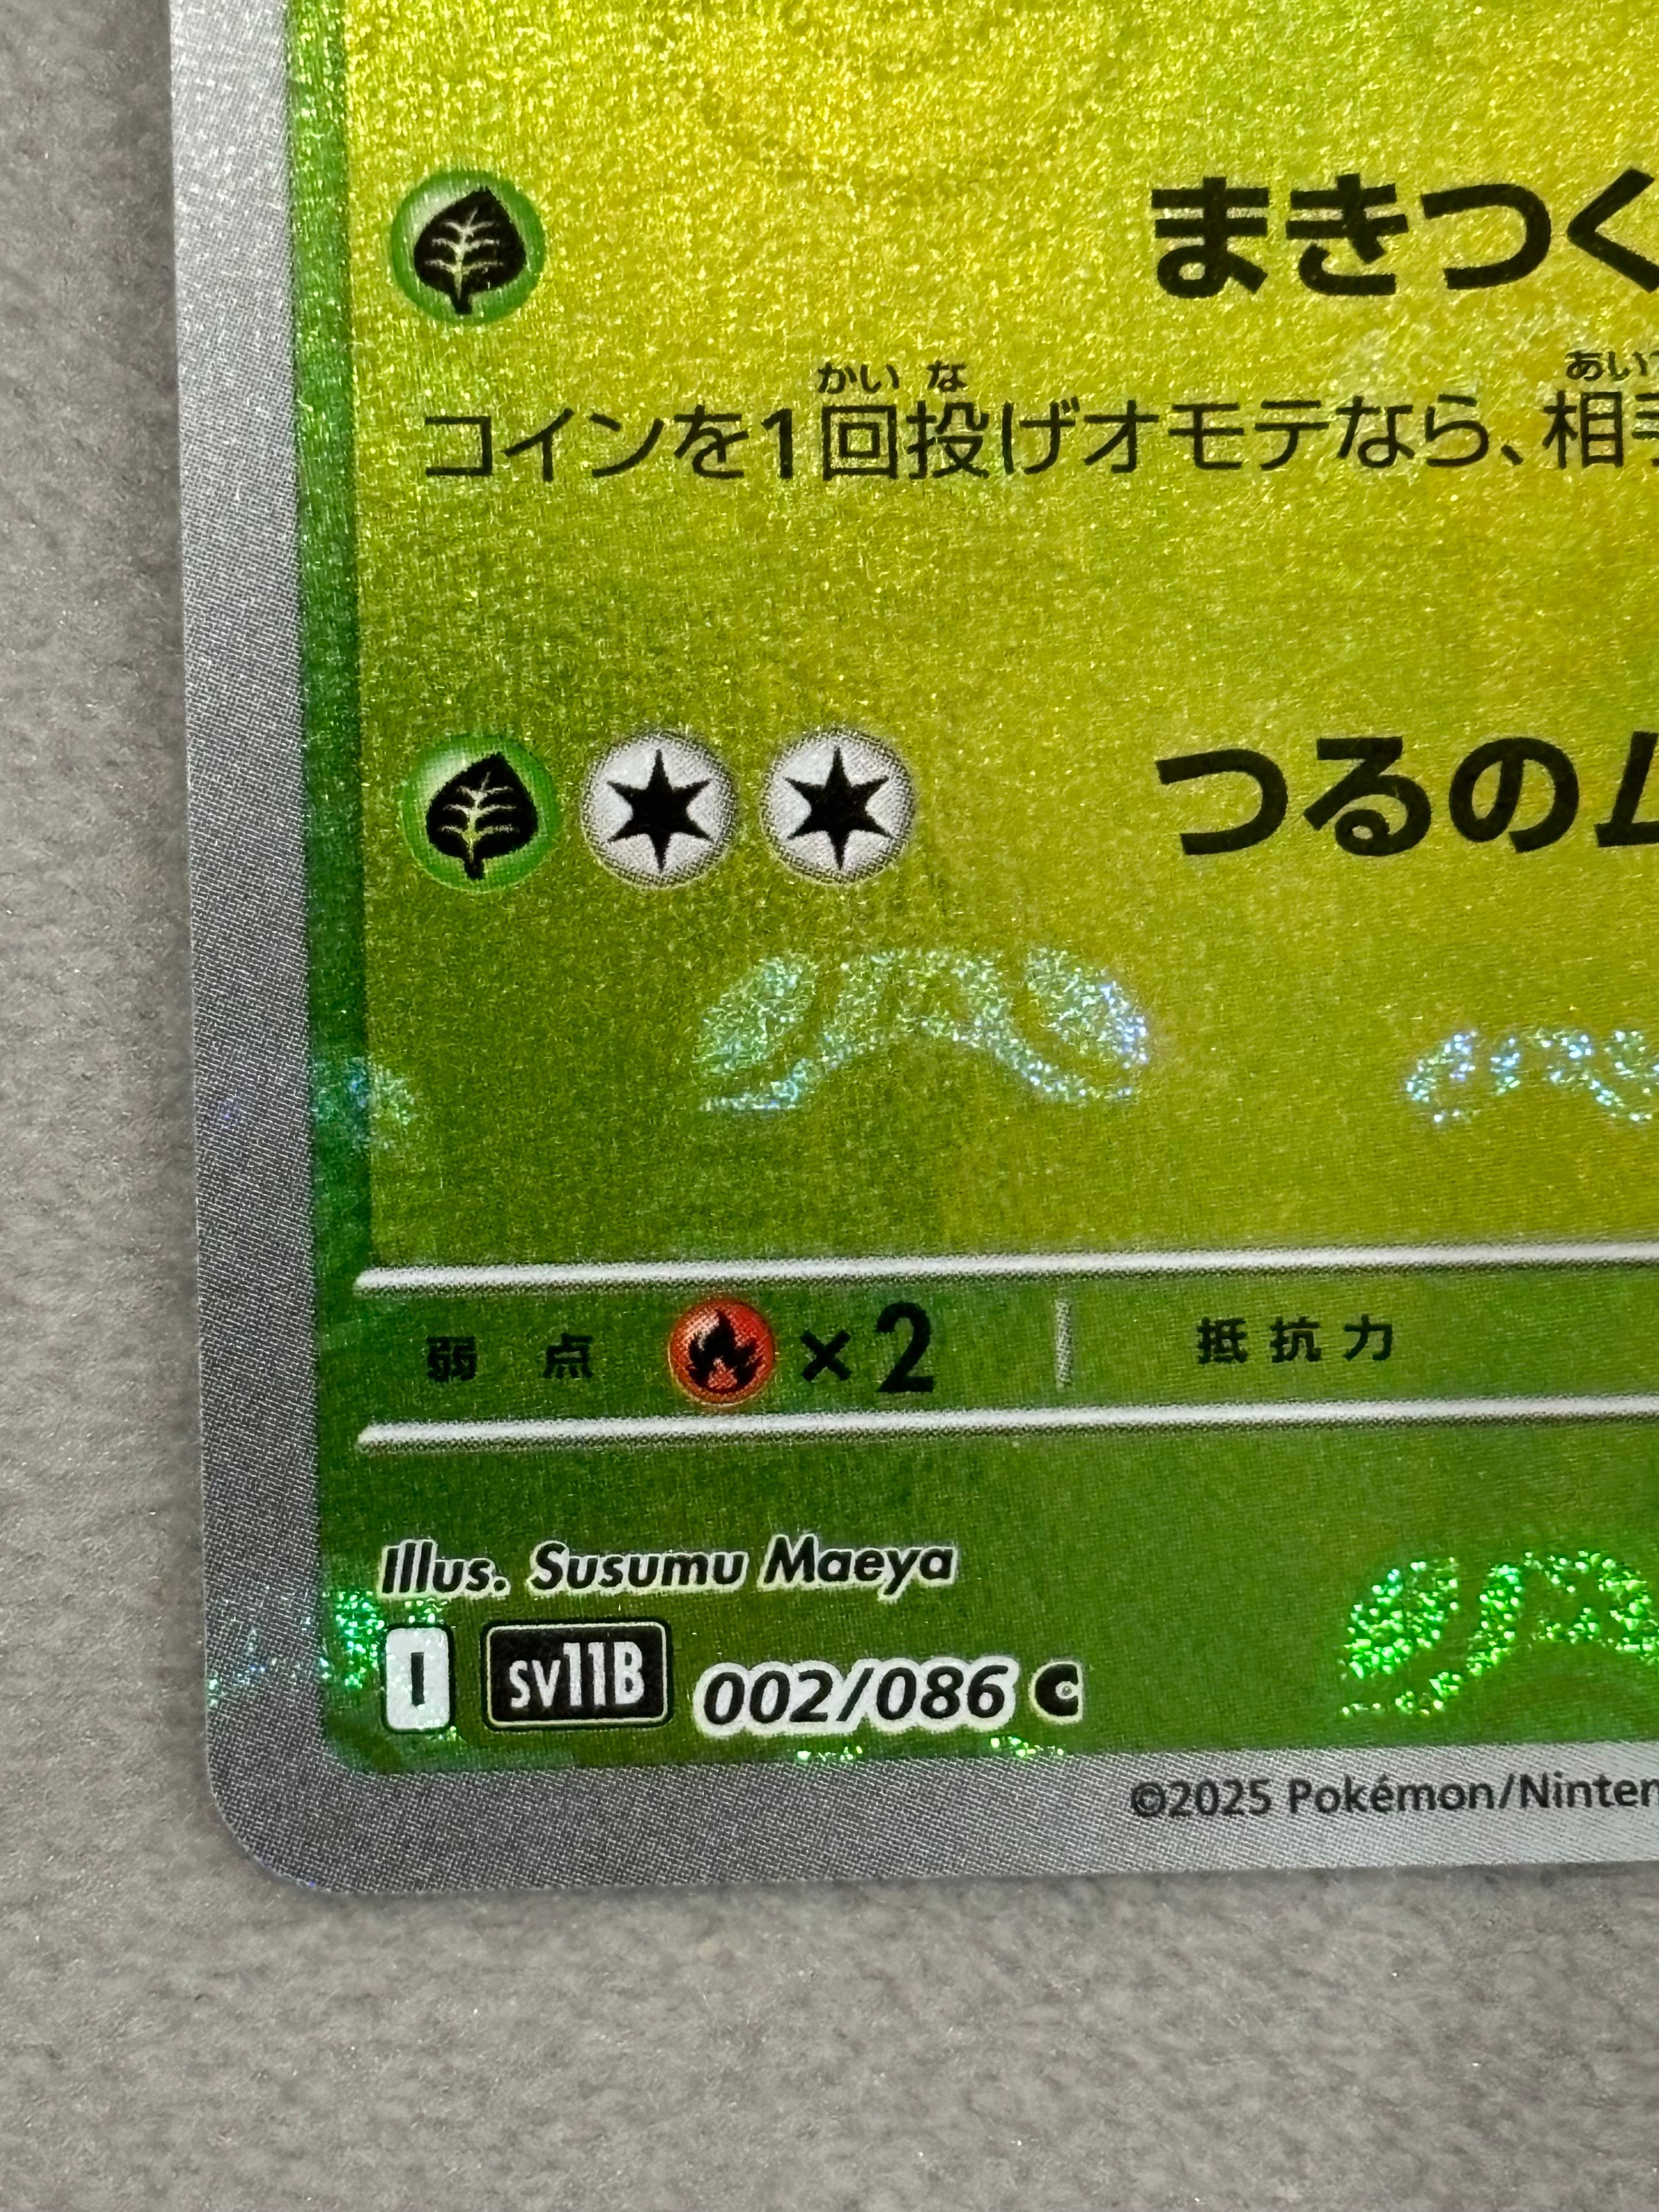 まきつく
かいな
あい
コインを1回投げオモテなら、相手
つるのム
弱点 ×2 抵抗力
Illus. Susumu Maeya
I SV11B 002/086 C
©2025 Pokémon/Ninten